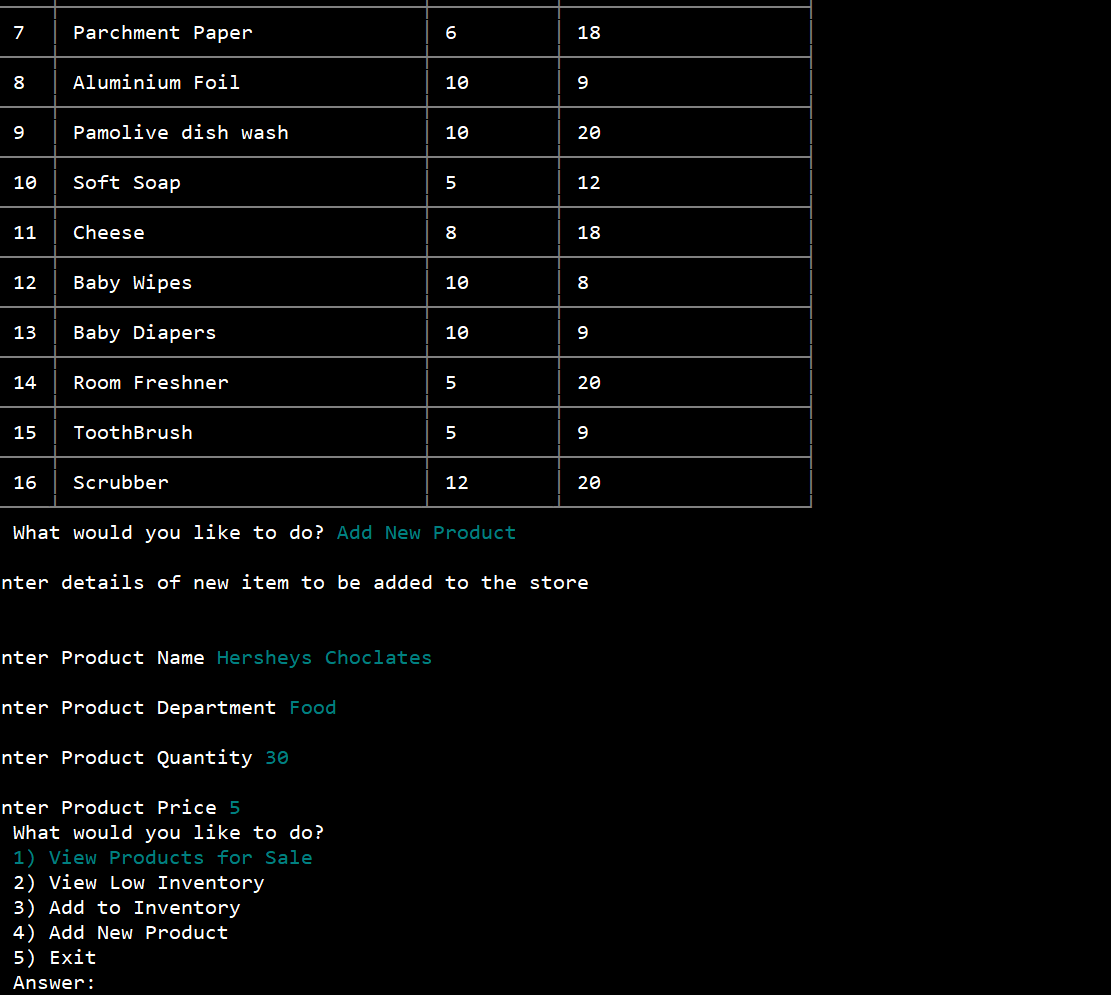 7 Parchment Paper 6 18
8 Aluminium Foil 10 9
9 Pamolive dish wash 10 20
10 Soft Soap 5 12
11 Cheese 8 18
12 Baby Wipes 10 8
13 Baby Diapers 10 9
14 Room Freshner 5 20
15 ToothBrush 5 9
16 Scrubber 12 20
What would you like to do? Add New Product
nter details of new item to be added to the store
nter Product Name Hersheys Choclates
nter Product Department Food
nter Product Quantity 30
nter Product Price 5
What would you like to do?
1) View Products for Sale
2) View Low Inventory
3) Add to Inventory
4) Add New Product
5) Exit
Answer: